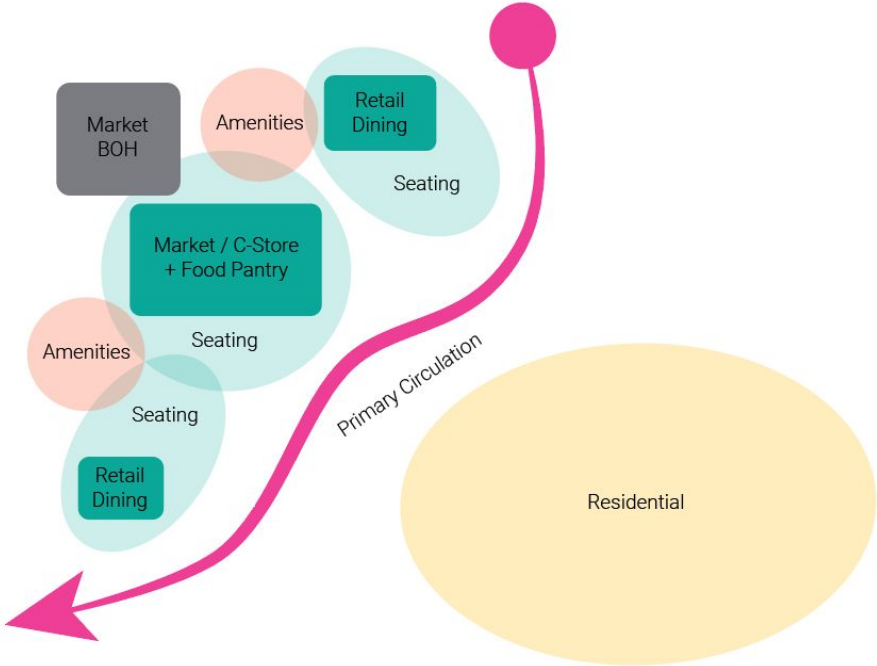 Retail
Dining
Amenities
Market
BOH
Seating
Market / C-Store
+ Food Pantry
Seating
Amenities
Primary Circulation
Seating
Retail
Dining
Residential